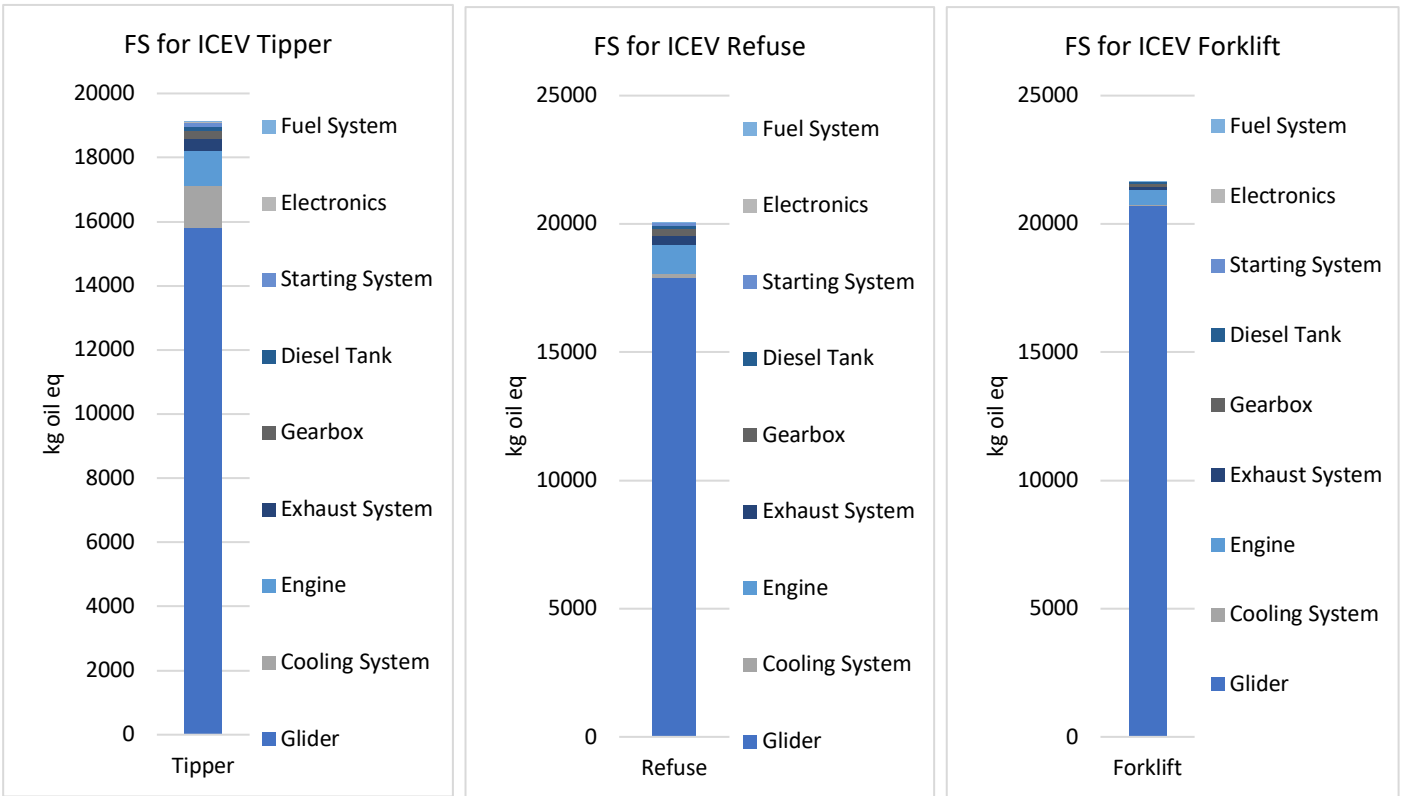 FS for ICEV Tipper
20000
18000
16000
14000
12000
10000
8000
6000
4000
2000
0
kg oil eq
Tipper
Fuel System
Electronics
Starting System
Diesel Tank
Gearbox
Exhaust System
Engine
Cooling System
Glider
FS for ICEV Refuse
25000
20000
15000
10000
5000
0
kg oil eq
Refuse
Fuel System
Electronics
Starting System
Diesel Tank
Gearbox
Exhaust System
Engine
Cooling System
Glider
FS for ICEV Forklift
25000
20000
15000
10000
5000
0
kg oil eq
Forklift
Fuel System
Electronics
Starting System
Diesel Tank
Gearbox
Exhaust System
Engine
Cooling System
Glider